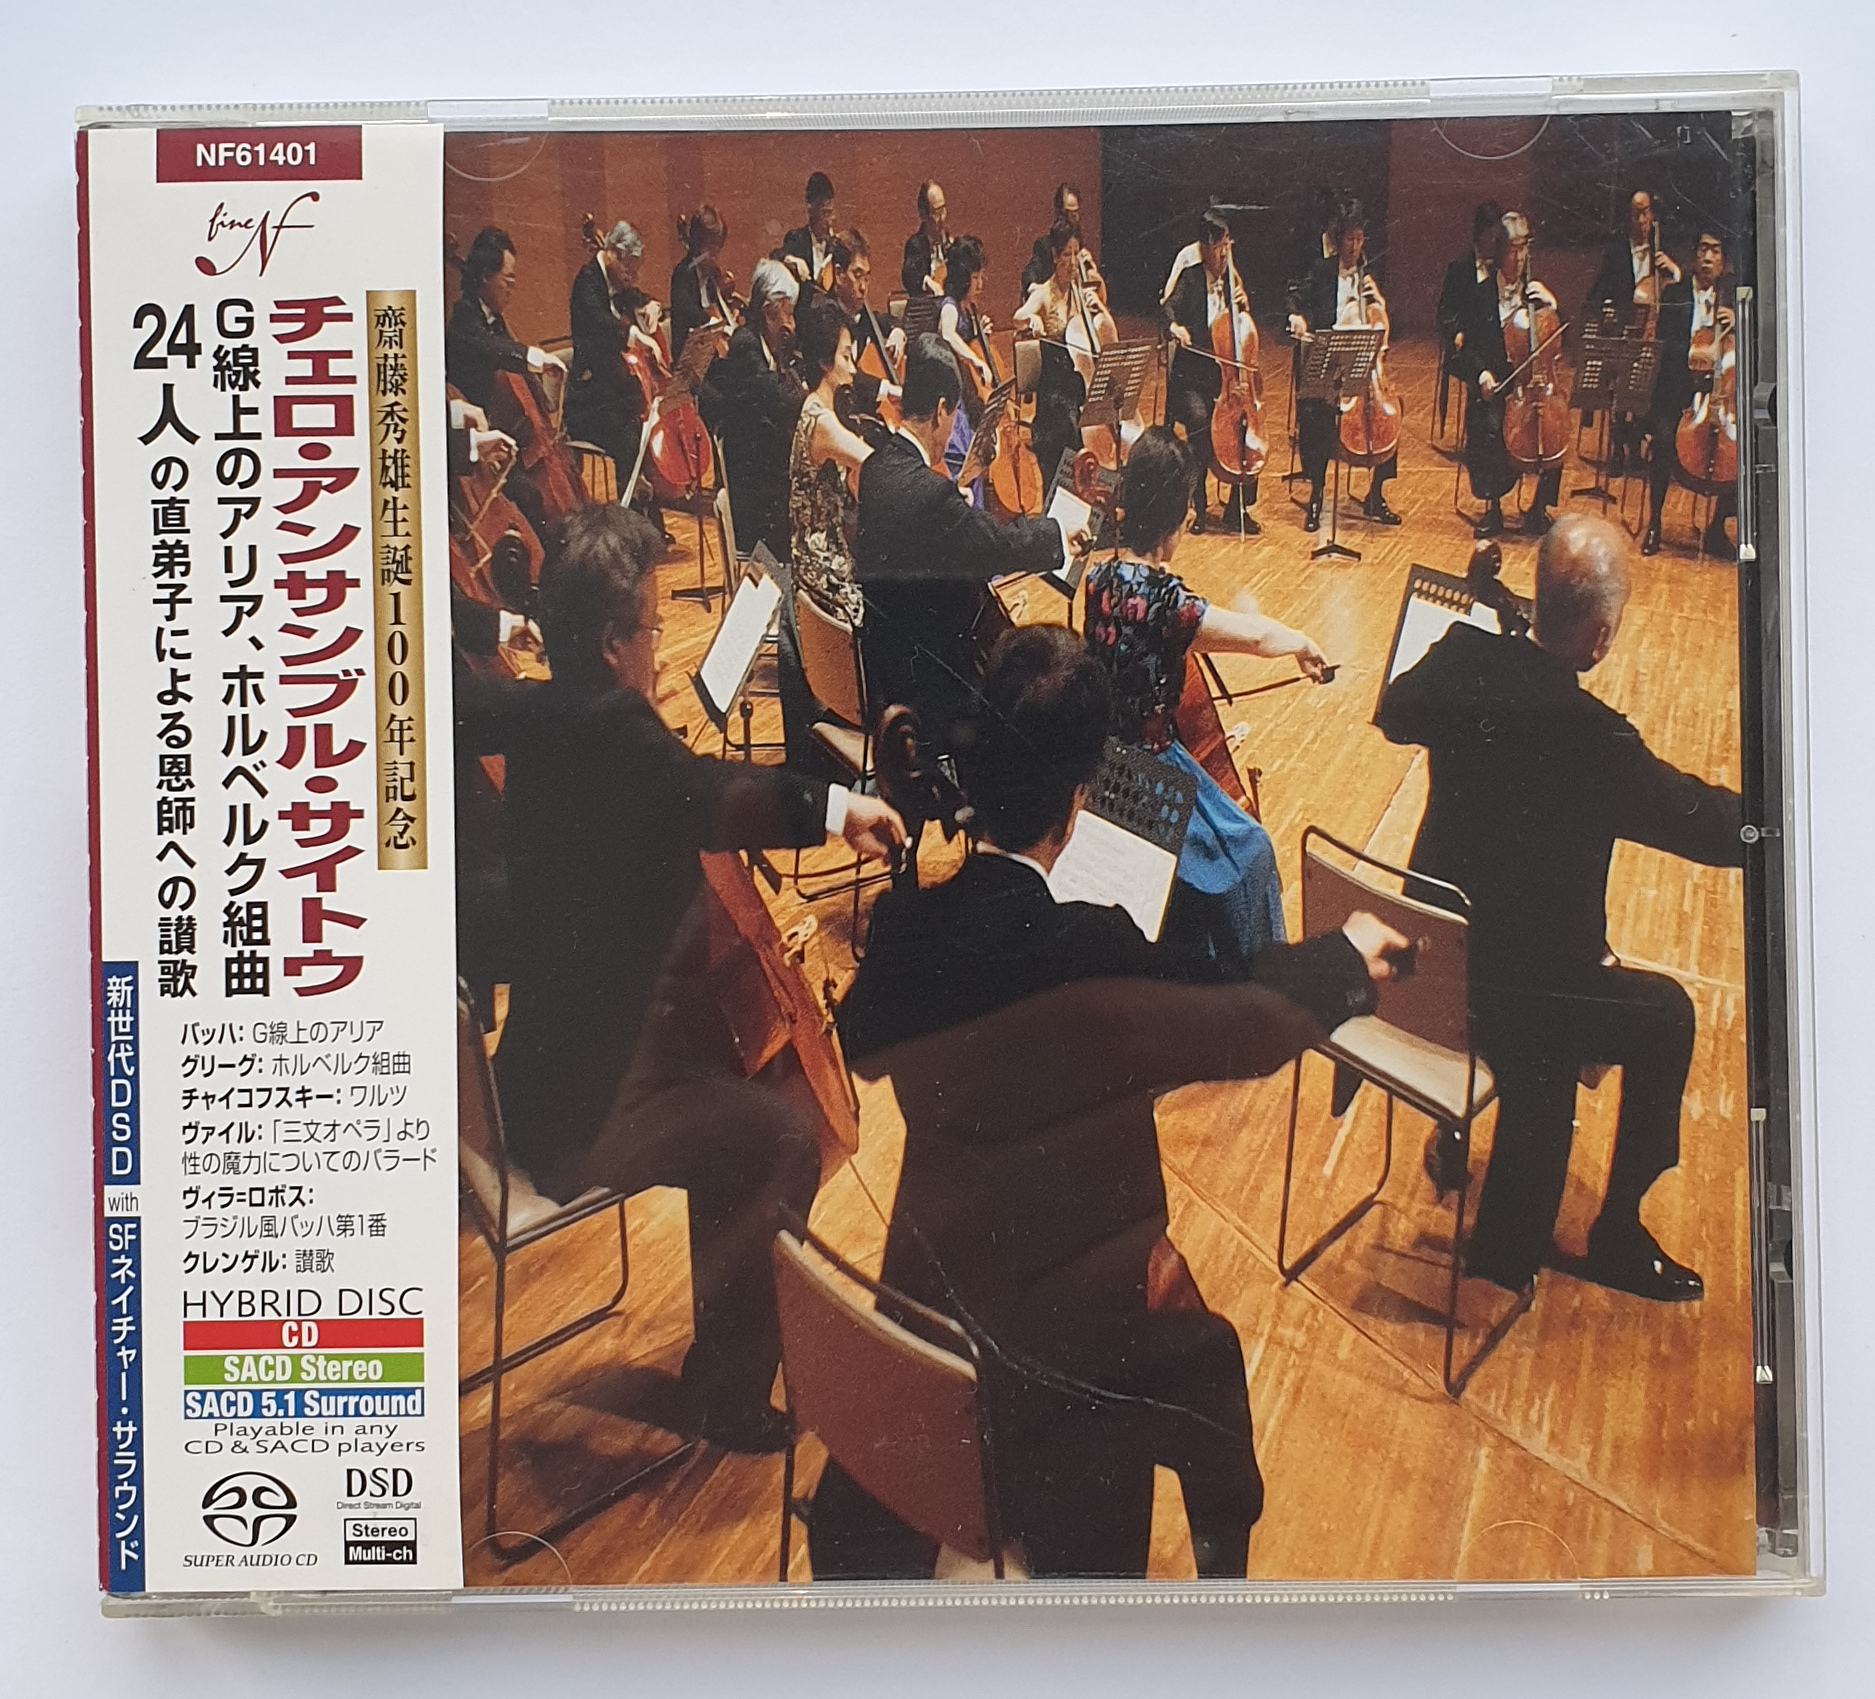 NF61401
fine NF
齋藤秀雄生誕100年記念
チェロ・アンサンブル・サイトウ
G線上のアリア、ホルベルク組曲
24人の直弟子による恩師への讃歌
バッハ: G線上のアリア
グリーグ: ホルベルク組曲
チャイコフスキー: ワルツ
ヴァイル:「三文オペラ」より
性の魔力についてのバラード
ヴィラ=ロボス:
ブラジル風バッハ第1番
クレンゲル: 讃歌
HYBRID DISC
CD
SACD Stereo
SACD 5.1 Surround
Playable in any
CD & SACD players
SUPER AUDIO CD
DSD
Direct Stream Digital
Stereo
Multi-ch
新世代DSD with SFネイチャー・サラウンド